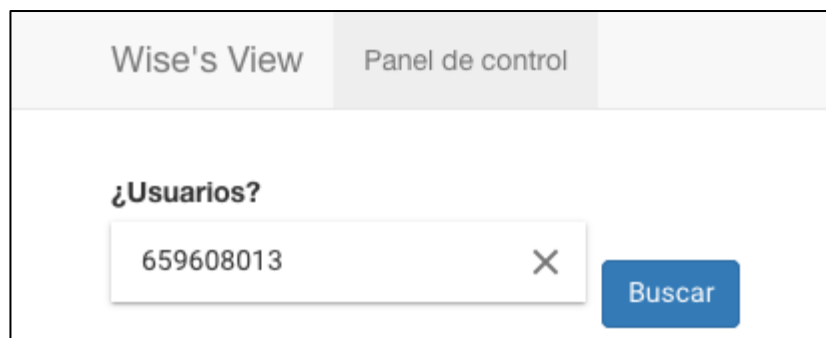 Wise's View Panel de control
¿Usuarios?
659608013
Buscar